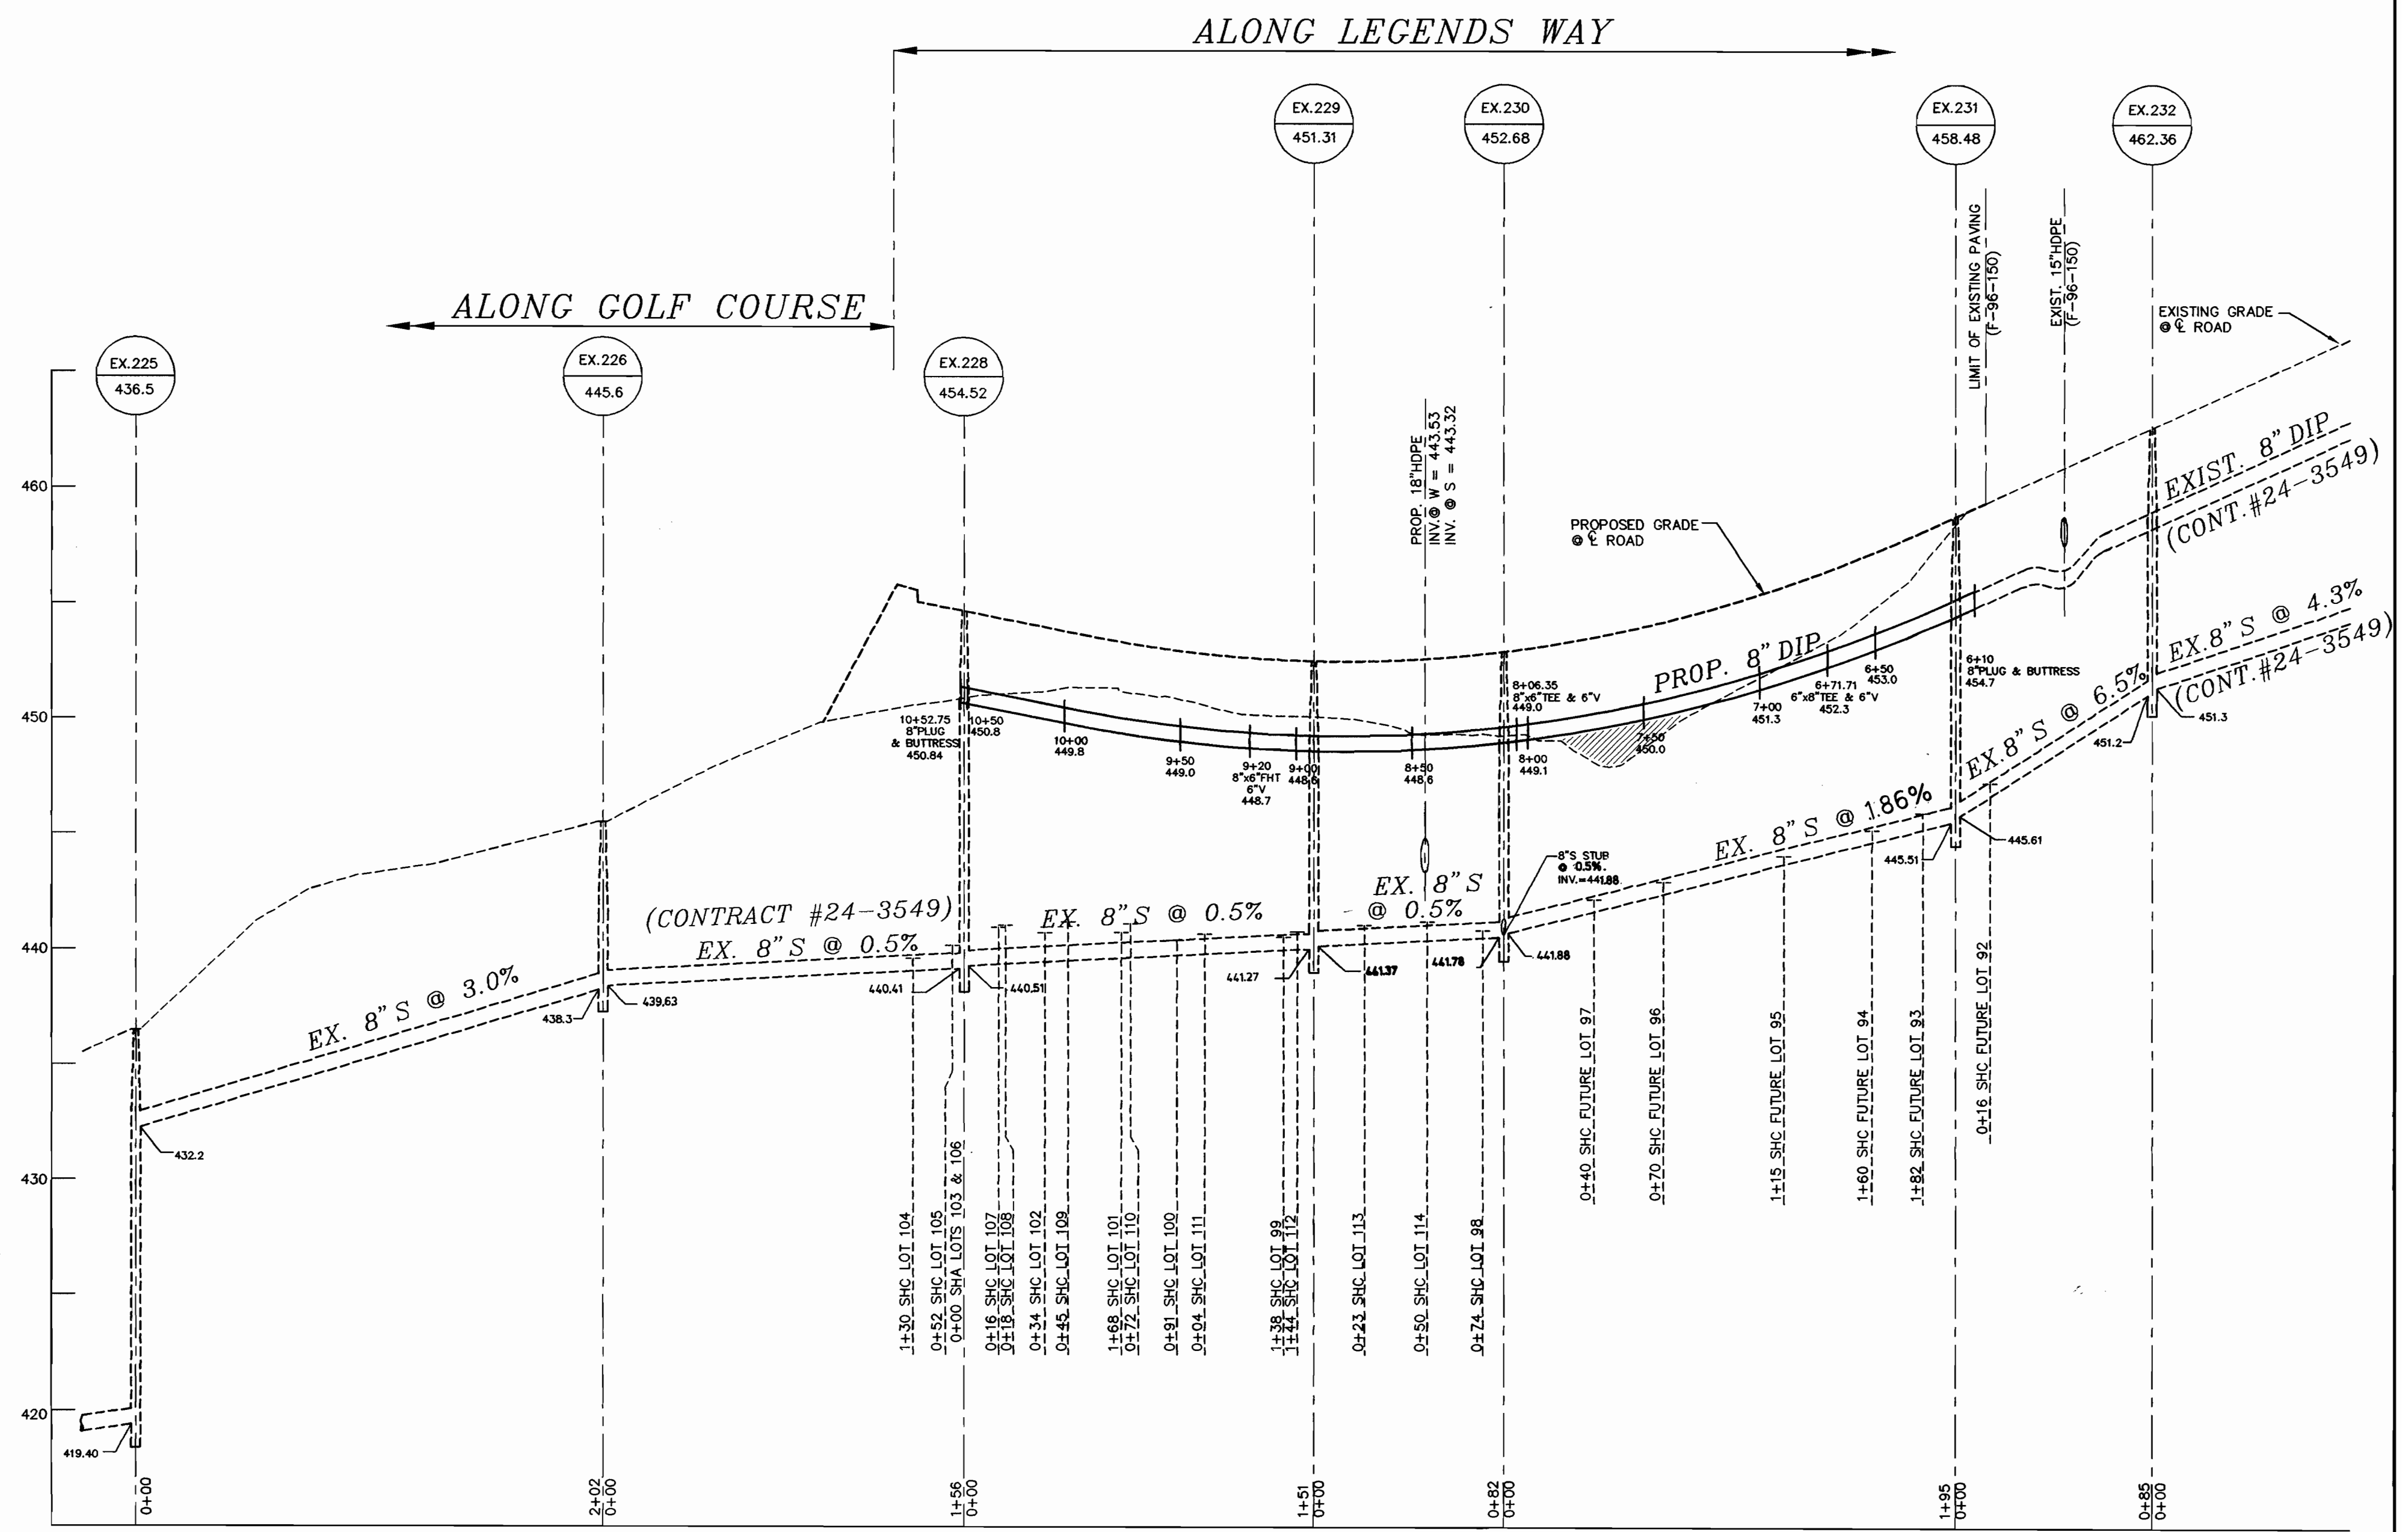 ALONG LEGENDS WAY
EX.229
451.31
EX.230
452.68
EX.231
458.48
EX.232
462.36
ALONG GOLF COURSE
EX.225
436.5
EX.226
445.6
EX.228
454.52
LIMIT OF EXISTING PAVING
(F-96-150)
EXIST. 15"HDPE
(F-96-150)
EXISTING GRADE
@ ℄ ROAD
PROP. 18"HDPE
INV.@ W = 443.53
INV. @ S = 443.32
PROPOSED GRADE
@ ℄ ROAD
EXIST. 8" DIP
(CONT.#24-3549)
460
450
440
430
420
PROP. 8" DIP
10+52.75
8"PLUG
& BUTTRESS
450.84
10+50
450.8
10+00
449.8
9+50
449.0
9+20
8"x6"FHT
6"V
448.7
9+00
448.6
8+50
448.6
8+06.35
8"x6"TEE & 6"V
449.0
8+00
449.1
7+50
450.0
7+00
451.3
6+71.71
6"x8"TEE & 6"V
452.3
6+50
453.0
6+10
8"PLUG & BUTTRESS
454.7
EX.8" S @ 4.3%
(CONT.#24-3549)
EX.8" S @ 6.5%
451.2
451.3
EX. 8" S @ 1.86%
445.51
445.61
8"S STUB
@ 0.5%.
INV.=441.88
EX. 8" S
@ 0.5%
EX. 8" S @ 0.5%
(CONTRACT #24-3549)
EX. 8" S @ 0.5%
EX. 8" S @ 3.0%
432.2
438.3
439.63
440.41
440.51
441.27
441.37
441.78
441.88
419.40
1+30 SHC LOT 104
0+52 SHC LOT 105
0+00 SHA LOTS 103 & 106
0+16 SHC LOT 107
0+18 SHC LOT 108
0+34 SHC LOT 102
0+45 SHC LOT 109
1+68 SHC LOT 101
0+72 SHC LOT 110
0+91 SHC LOT 100
0+04 SHC LOT 111
1+38 SHC LOT 99
1+44 SHC LOT 112
0+23 SHC LOT 113
0+50 SHC LOT 114
0+74 SHC LOT 98
0+40 SHC FUTURE LOT 97
0+70 SHC FUTURE LOT 96
1+15 SHC FUTURE LOT 95
1+60 SHC FUTURE LOT 94
1+82 SHC FUTURE LOT 93
0+16 SHC FUTURE LOT 92
0+00
2+02
0+00
1+56
0+00
1+51
0+00
0+82
0+00
1+95
0+00
0+85
0+00